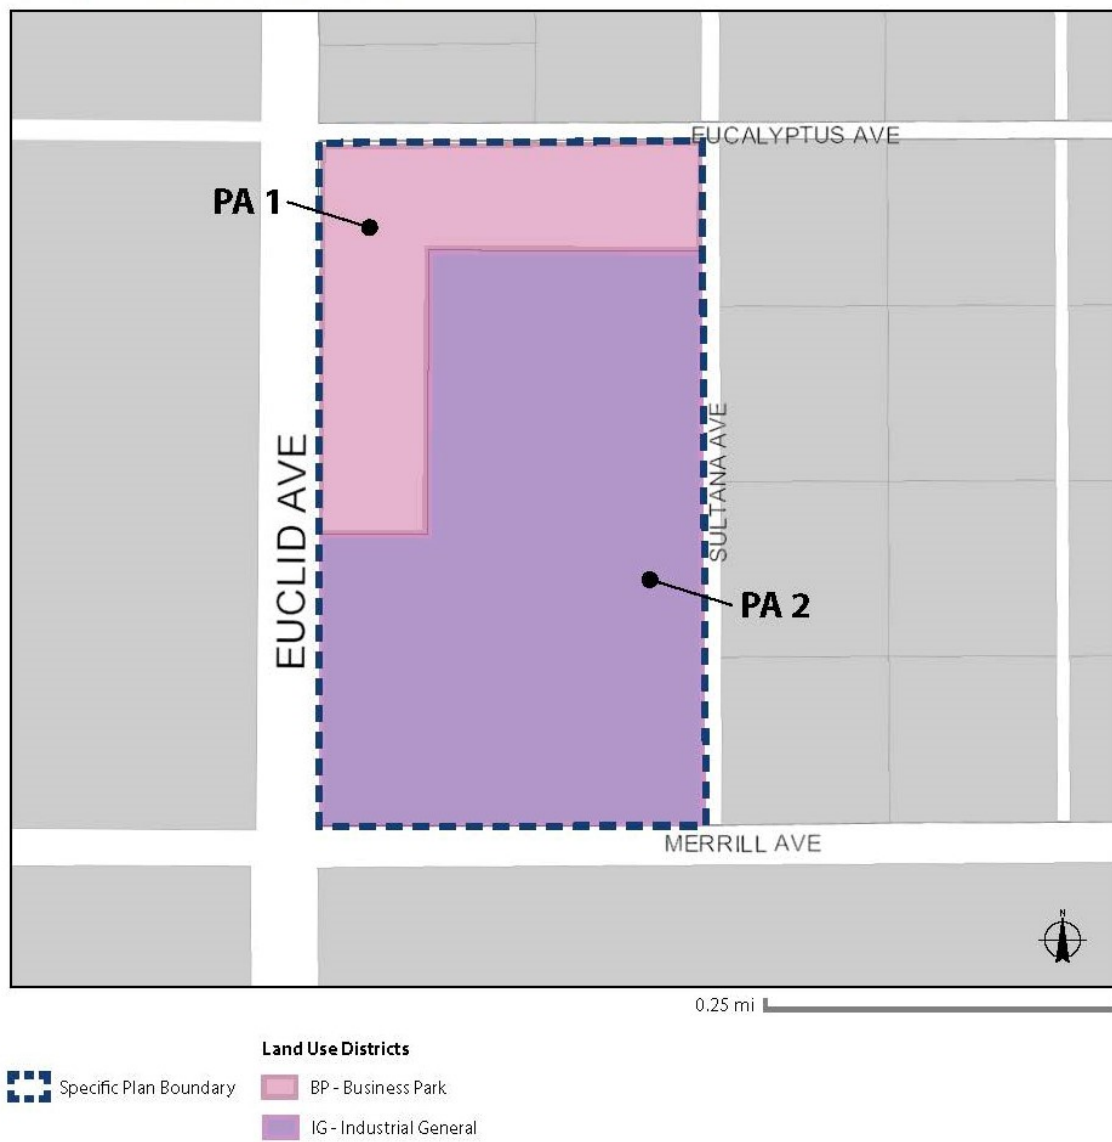 EUCALYPTUS AVE
PA 1
EUCLID AVE
SULTANA AVE
PA 2
MERRILL AVE
N
0.25 mi
Land Use Districts
Specific Plan Boundary
BP - Business Park
IG - Industrial General